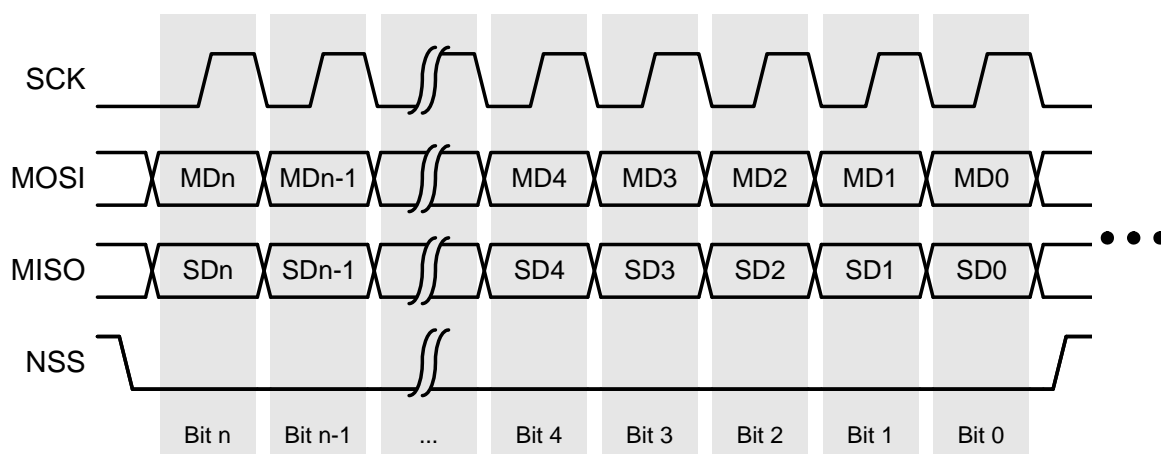 SCK
MOSI MDn MDn-1 MD4 MD3 MD2 MD1 MD0
MISO SDn SDn-1 SD4 SD3 SD2 SD1 SD0
NSS
Bit n Bit n-1 ... Bit 4 Bit 3 Bit 2 Bit 1 Bit 0